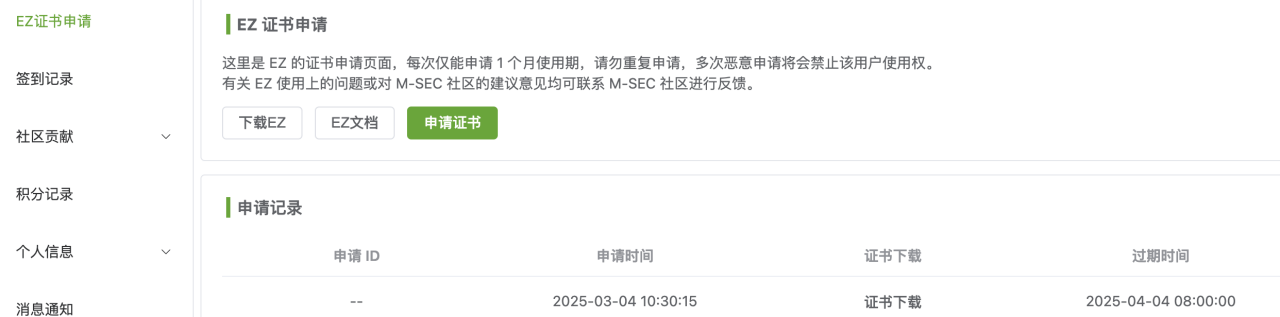 EZ证书申请
签到记录
社区贡献
积分记录
个人信息
消息通知
EZ 证书申请
这里是 EZ 的证书申请页面，每次仅能申请 1 个月使用期，请勿重复申请，多次恶意申请将会禁止该用户使用权。
有关 EZ 使用上的问题或对 M-SEC 社区的建议意见均可联系 M-SEC 社区进行反馈。
下载EZ EZ文档 申请证书
申请记录
申请 ID 申请时间 证书下载 过期时间
-- 2025-03-04 10:30:15 证书下载 2025-04-04 08:00:00